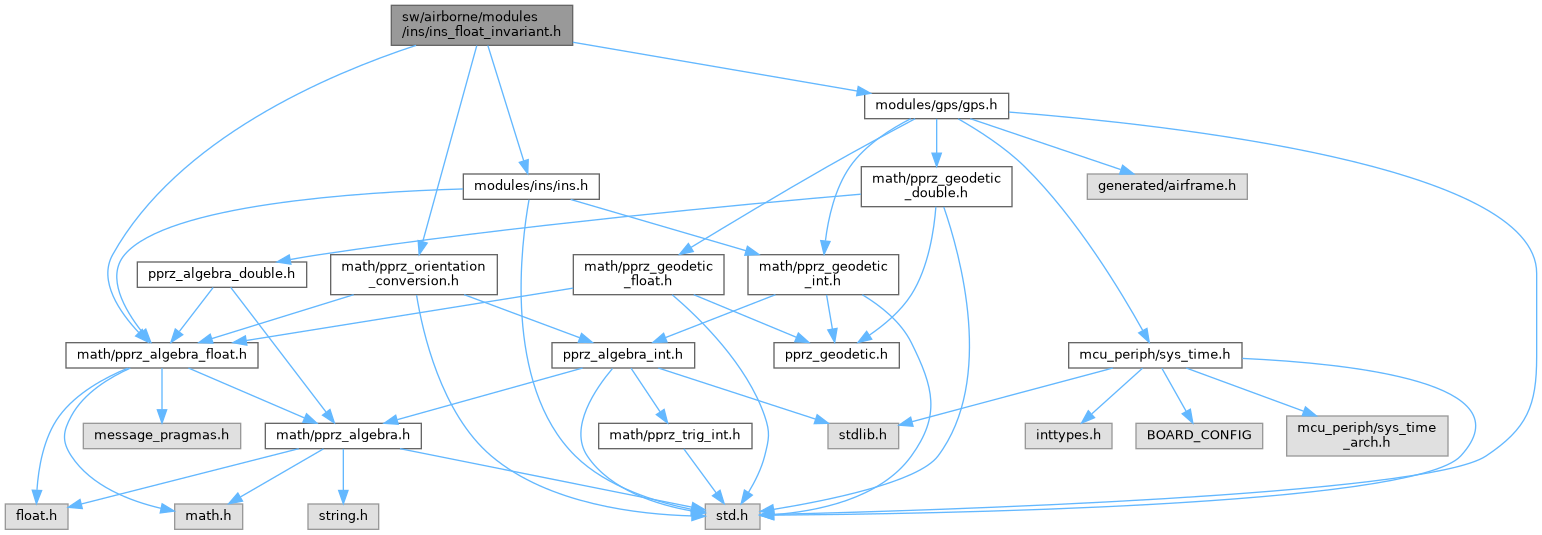 sw/airborne/modules
/ins/ins_float_invariant.h
modules/gps/gps.h
modules/ins/ins.h
math/pprz_geodetic
_double.h
generated/airframe.h
pprz_algebra_double.h
math/pprz_orientation
_conversion.h
math/pprz_geodetic
_float.h
math/pprz_geodetic
_int.h
math/pprz_algebra_float.h
pprz_algebra_int.h
pprz_geodetic.h
mcu_periph/sys_time.h
message_pragmas.h
math/pprz_algebra.h
math/pprz_trig_int.h
stdlib.h
inttypes.h
BOARD_CONFIG
mcu_periph/sys_time
_arch.h
float.h
math.h
string.h
std.h